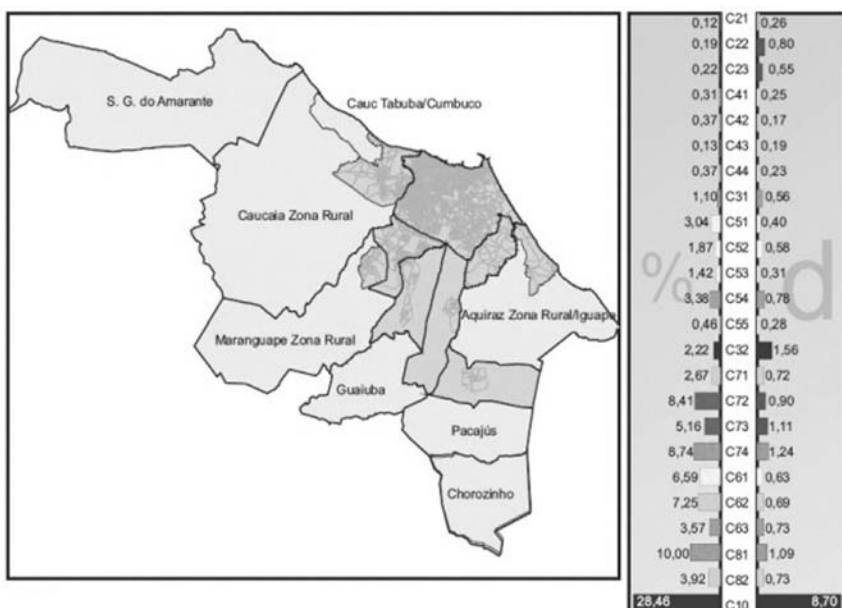 S. G. do Amarante
Cauc Tabuba/Cumbuco
Caucaia Zona Rural
Aquiraz Zona Rural/Iguapa
Maranguape Zona Rural
Guaiuba
Pacajús
Chorozinho
0,12 C21 0,26
0,19 C22 0,80
0,22 C23 0,55
0,31 C41 0,25
0,37 C42 0,17
0,13 C43 0,19
0,37 C44 0,23
1,10 C31 0,56
3,04 C51 0,40
1,87 C52 0,58
1,42 C53 0,31
3,38 C54 0,78
0,46 C55 0,28
2,22 C32 1,56
2,67 C71 0,72
8,41 C72 0,90
5,16 C73 1,11
8,74 C74 1,24
6,59 C61 0,63
7,25 C62 0,69
3,57 C63 0,73
10,00 C81 1,09
3,92 C82 0,73
28,46 C10 8,70
% d